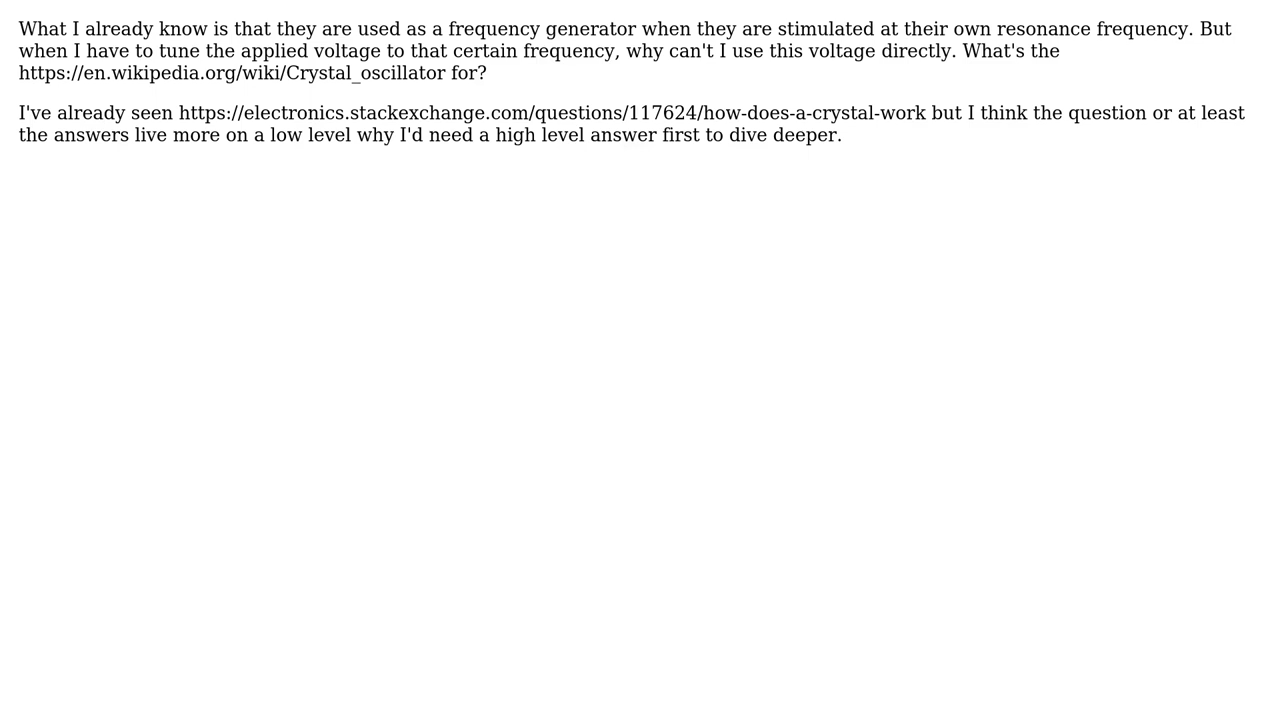 What I already know is that they are used as a frequency generator when they are stimulated at their own resonance frequency. But
when I have to tune the applied voltage to that certain frequency, why can't I use this voltage directly. What's the
https://en.wikipedia.org/wiki/Crystal_oscillator for?
I've already seen https://electronics.stackexchange.com/questions/117624/how-does-a-crystal-work but I think the question or at least
the answers live more on a low level why I'd need a high level answer first to dive deeper.